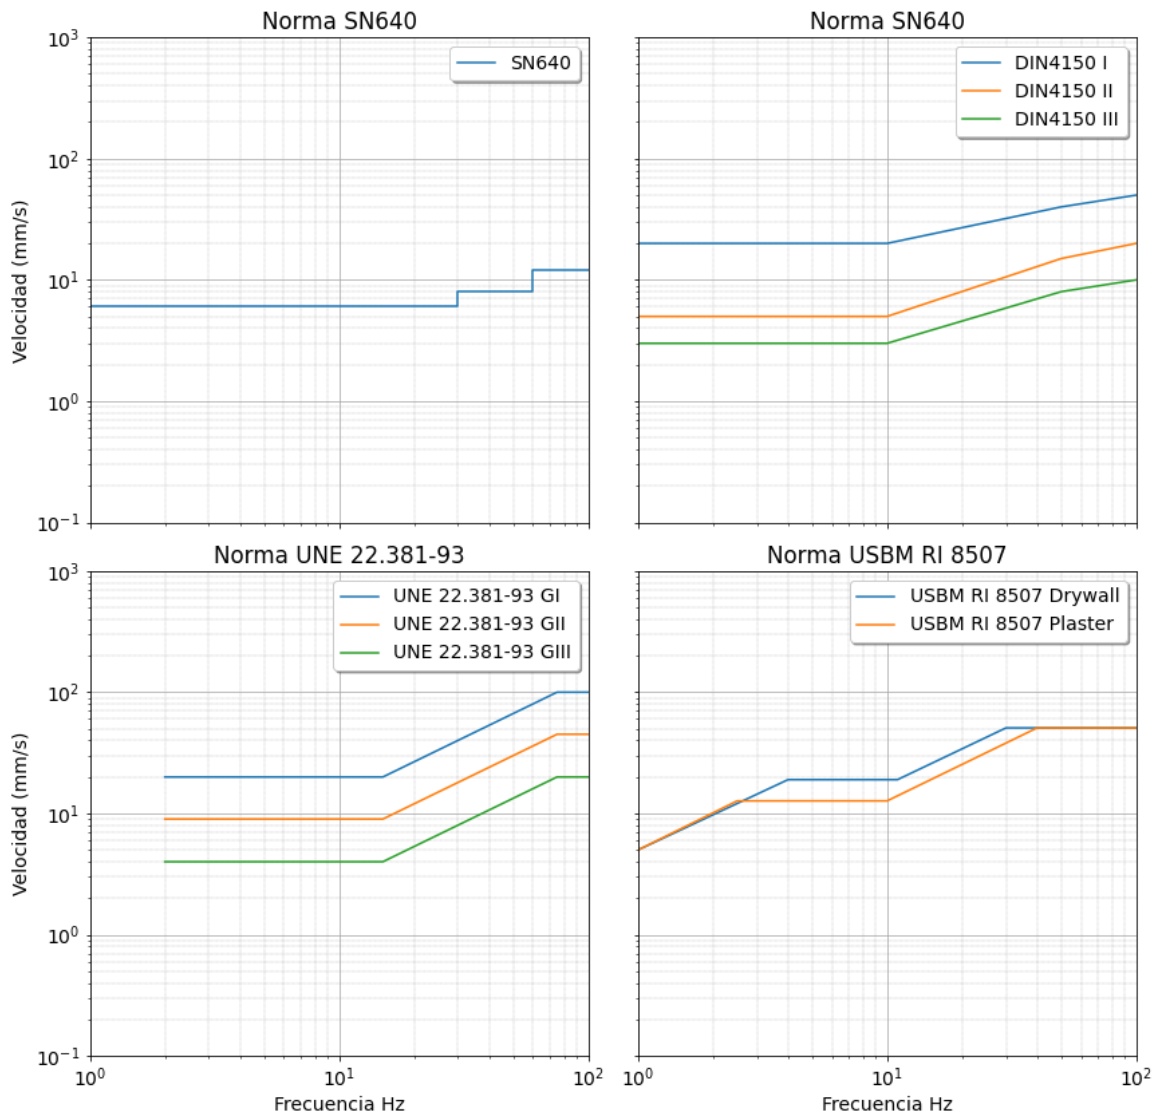 Norma SN640
10³
10²
10¹
10⁰
10⁻¹
Velocidad (mm/s)
SN640
Norma SN640
DIN4150 I
DIN4150 II
DIN4150 III
Norma UNE 22.381-93
10³
10²
10¹
10⁰
10⁻¹
Velocidad (mm/s)
UNE 22.381-93 GI
UNE 22.381-93 GII
UNE 22.381-93 GIII
10⁰ 10¹ 10²
Frecuencia Hz
Norma USBM RI 8507
USBM RI 8507 Drywall
USBM RI 8507 Plaster
10⁰ 10¹ 10²
Frecuencia Hz